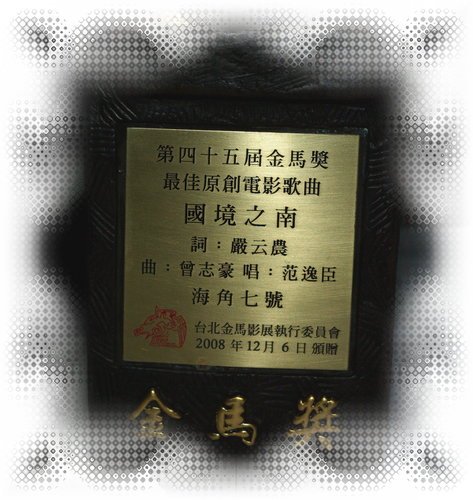 第四十五屆金馬獎
最佳原創電影歌曲
國境之南
詞：嚴云農
曲：曾志豪 唱：范逸臣
海角七號
台北金馬影展執行委員會
2008 年 12 月 6 日 頒贈
金馬獎